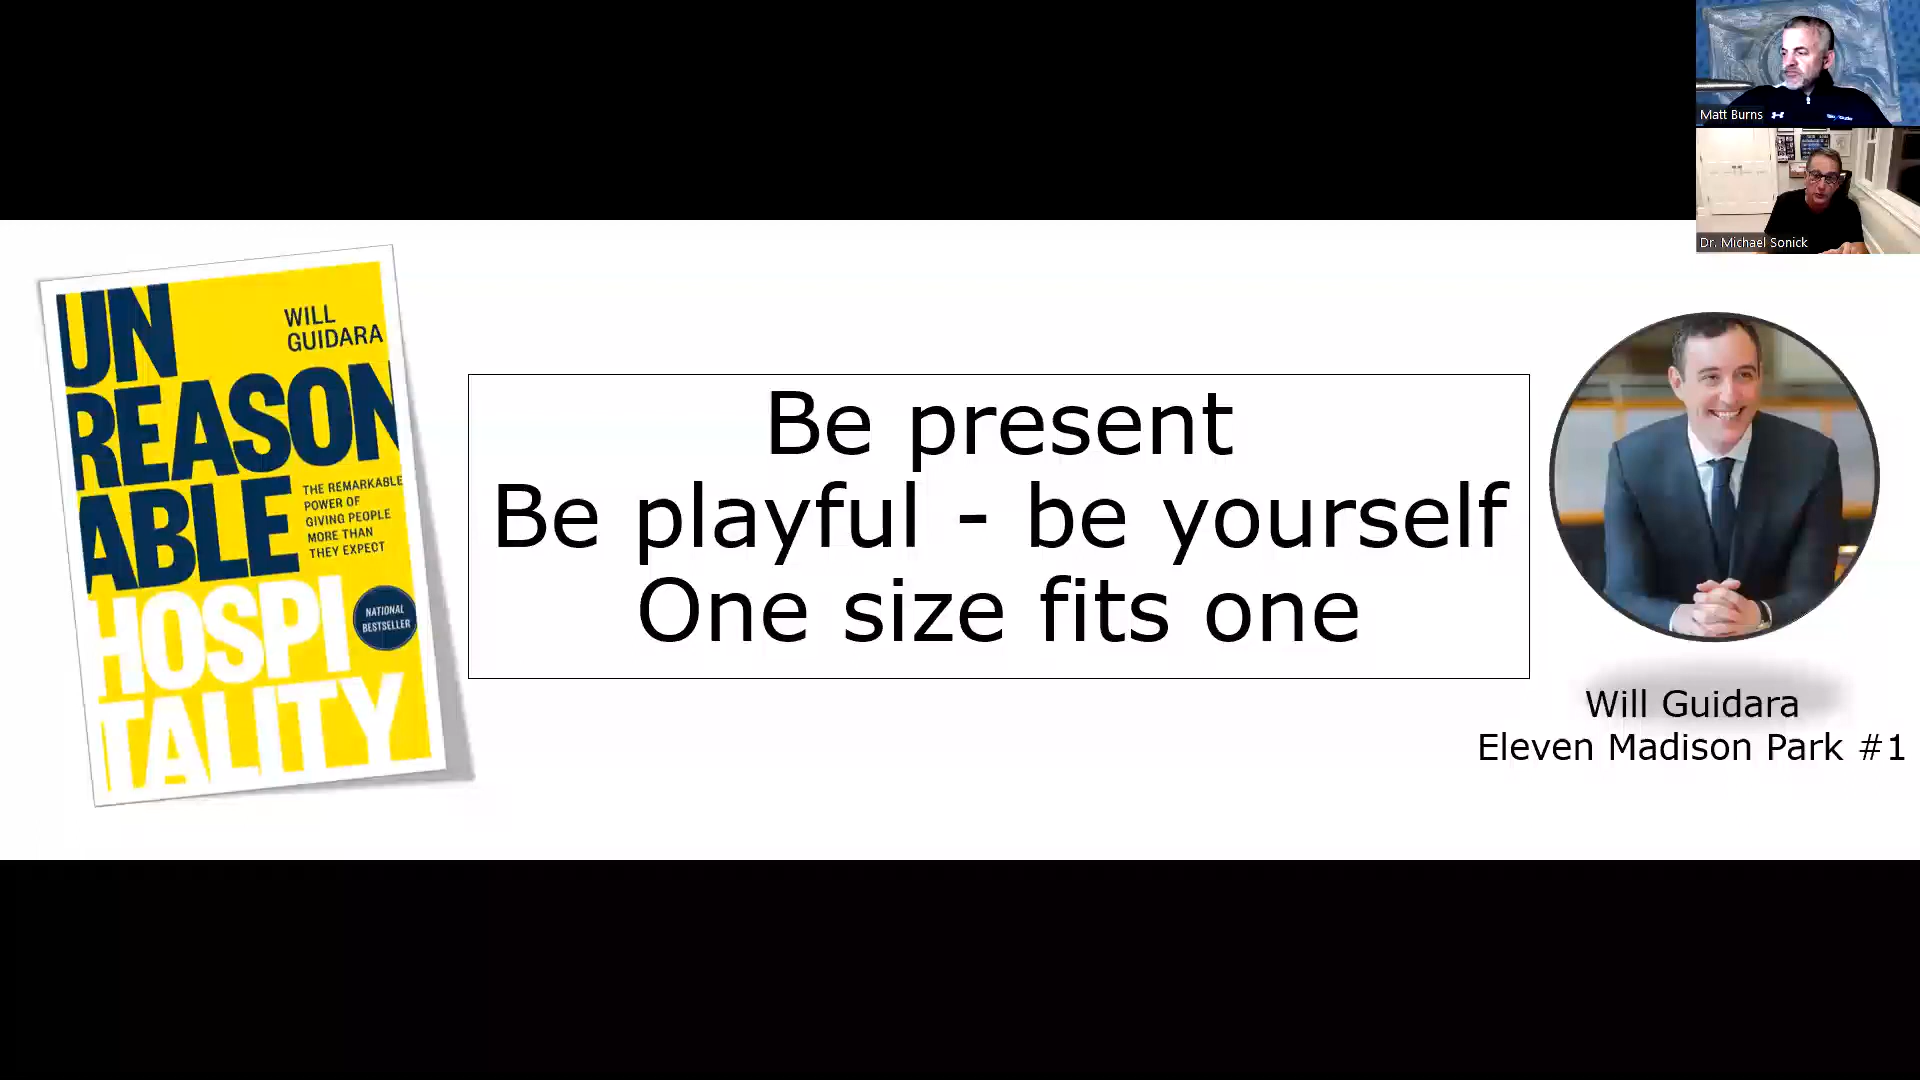 Matt Burns
Dr. Michael Sonick
UN
REASON
ABLE
HOSPI
TALITY
WILL
GUIDARA
THE REMARKABLE
POWER OF
GIVING PEOPLE
MORE THAN
THEY EXPECT
NATIONAL
BESTSELLER
Be present
Be playful - be yourself
One size fits one
Will Guidara
Eleven Madison Park #1